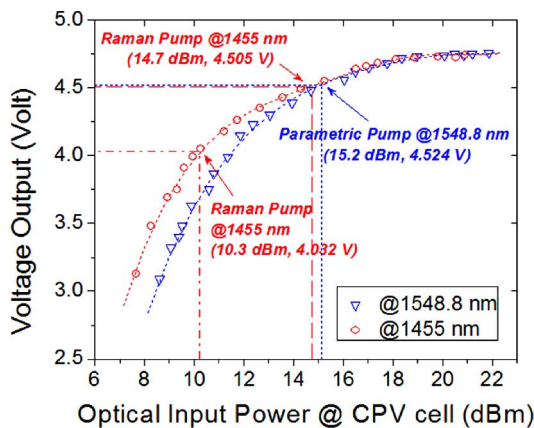 5.0
4.5
4.0
3.5
3.0
2.5
Voltage Output (Volt)
Raman Pump @1455 nm
(14.7 dBm, 4.505 V)
Parametric Pump @1548.8 nm
(15.2 dBm, 4.524 V)
Raman Pump
@1455 nm
(10.3 dBm, 4.032 V)
@1548.8 nm
@1455 nm
6 8 10 12 14 16 18 20 22
Optical Input Power @ CPV cell (dBm)